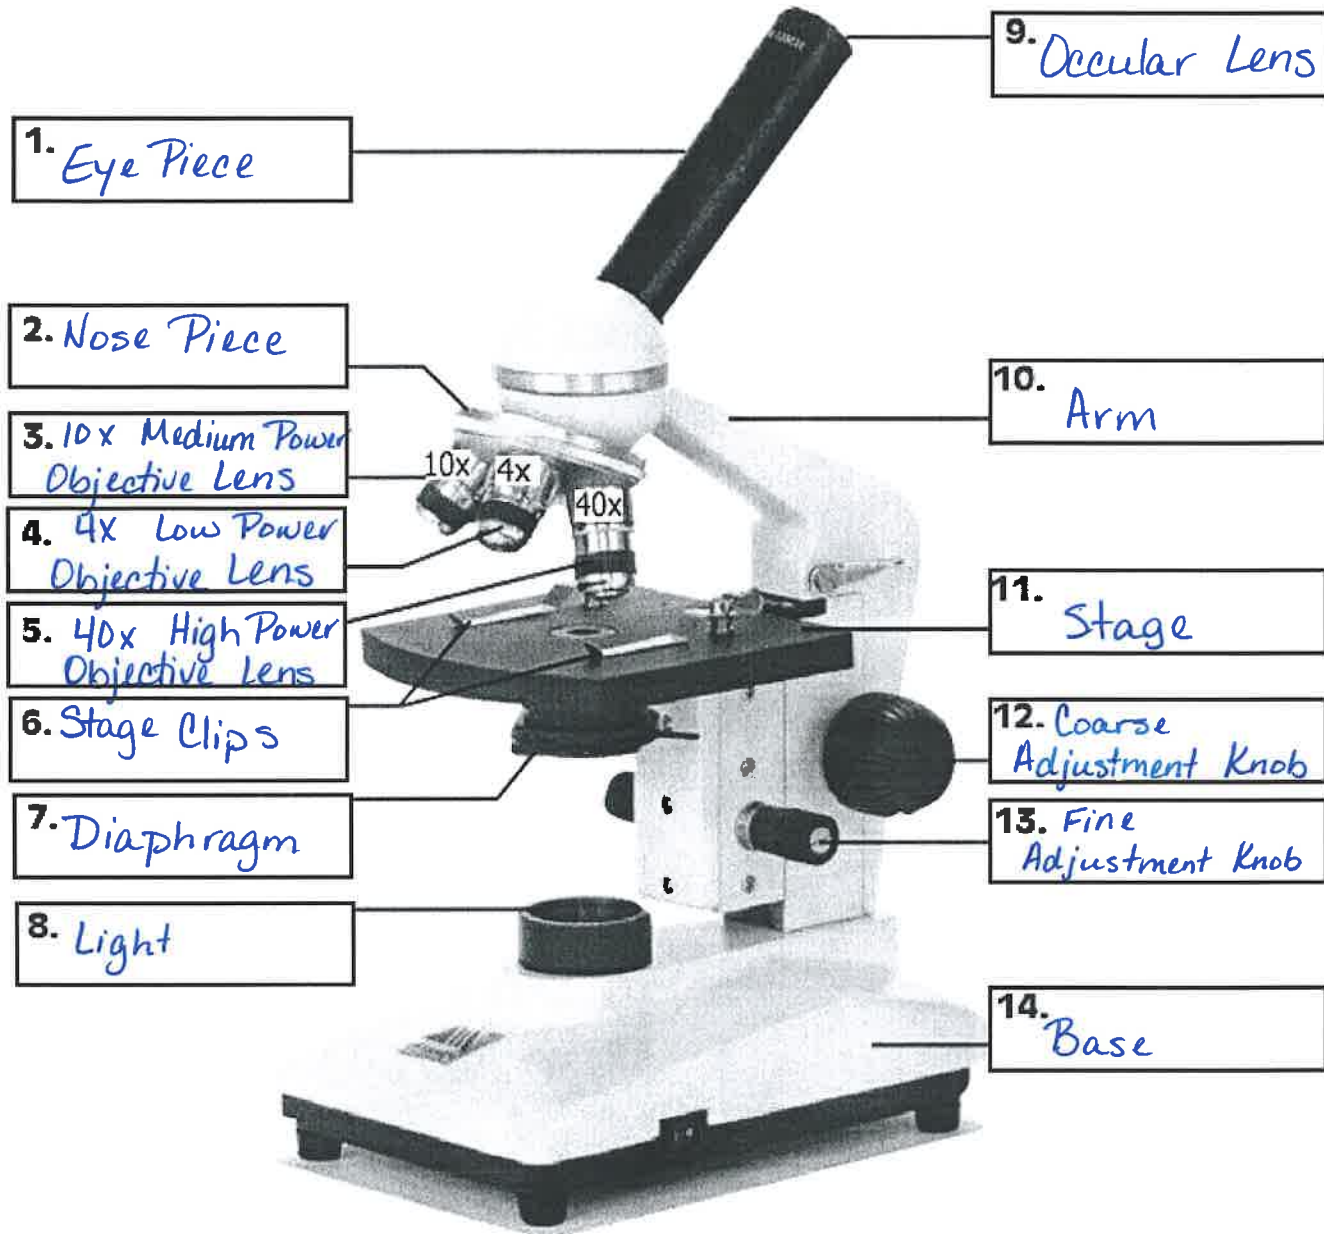 1. Eye Piece
2. Nose Piece
3. 10x Medium Power
Objective Lens
4. 4x Low Power
Objective Lens
5. 40x High Power
Objective Lens
6. Stage Clips
7. Diaphragm
8. Light
10x
4x
40x
9. Occular Lens
10. Arm
11. Stage
12. Coarse
Adjustment Knob
13. Fine
Adjustment Knob
14. Base